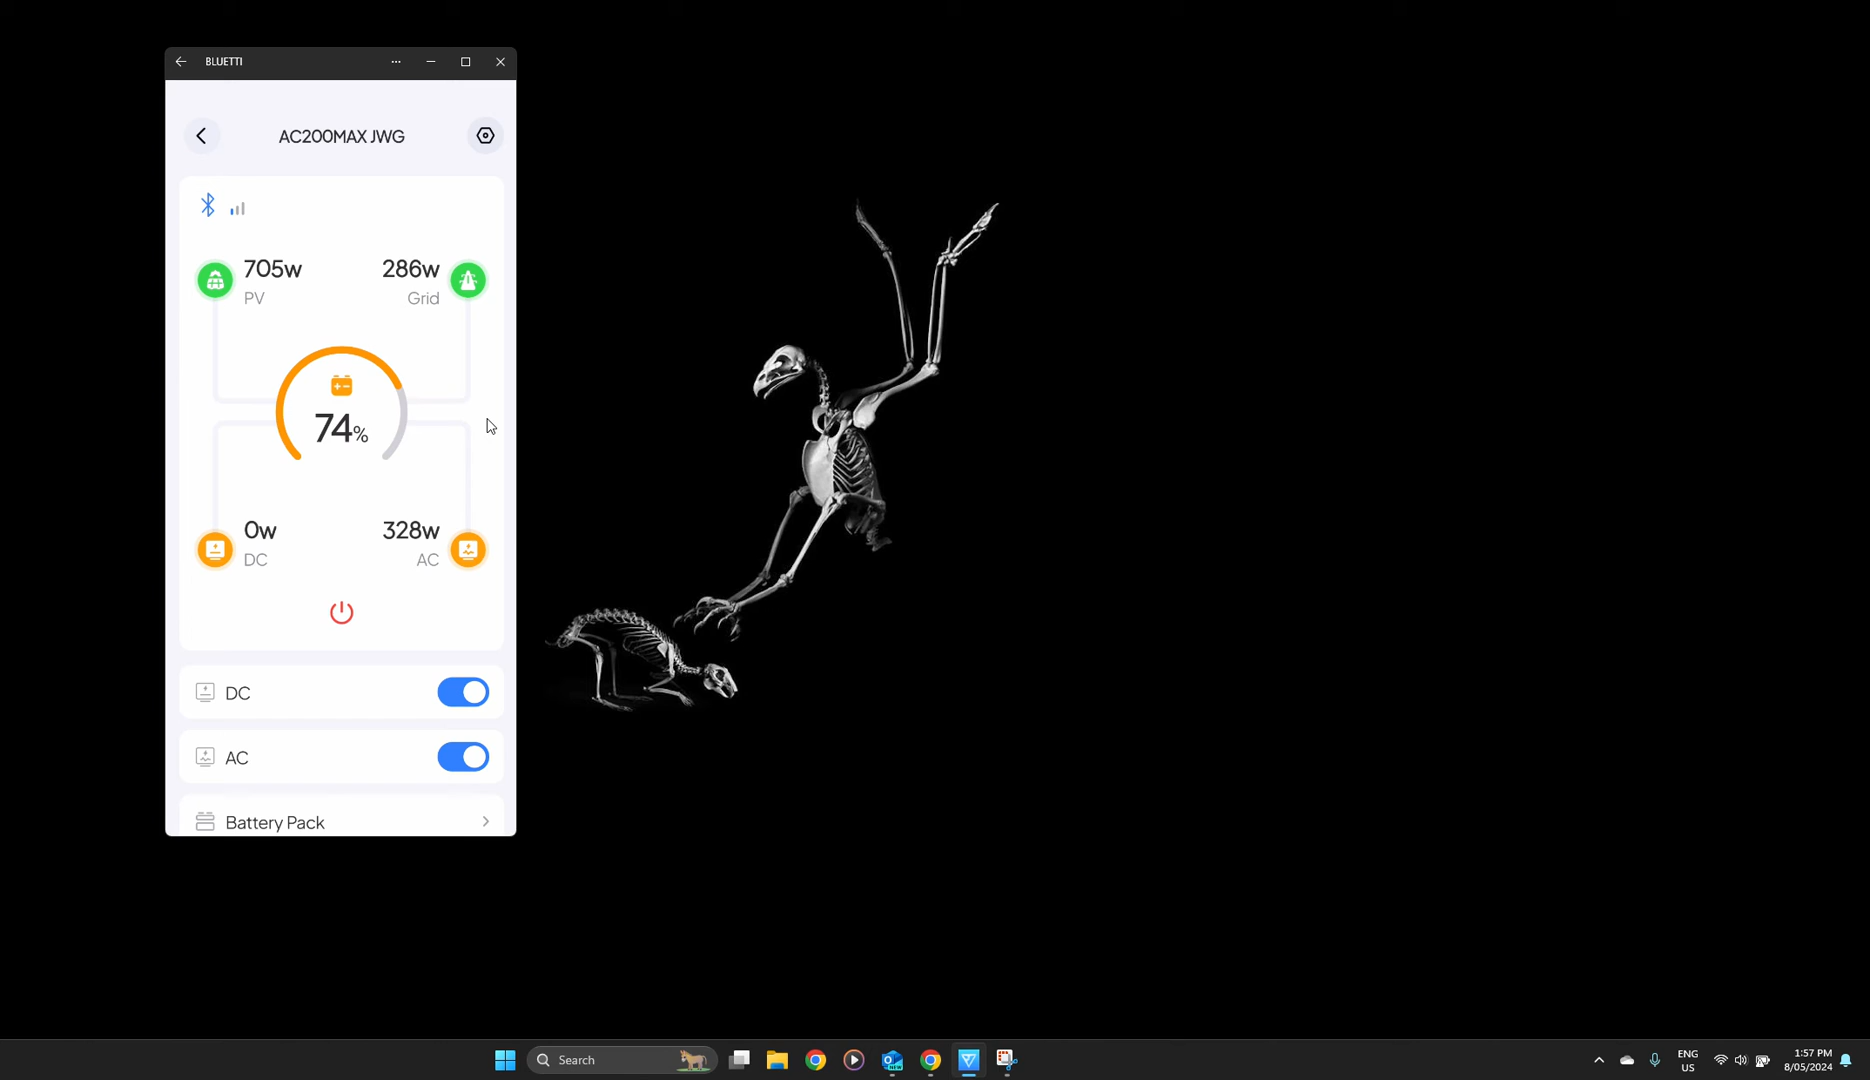 BLUETTI
AC200MAX JWG
705w
PV
286w
Grid
74%
0w
DC
328w
AC
DC
AC
Battery Pack
Search
NEW
ENG
US
1:57 PM
8/05/2024